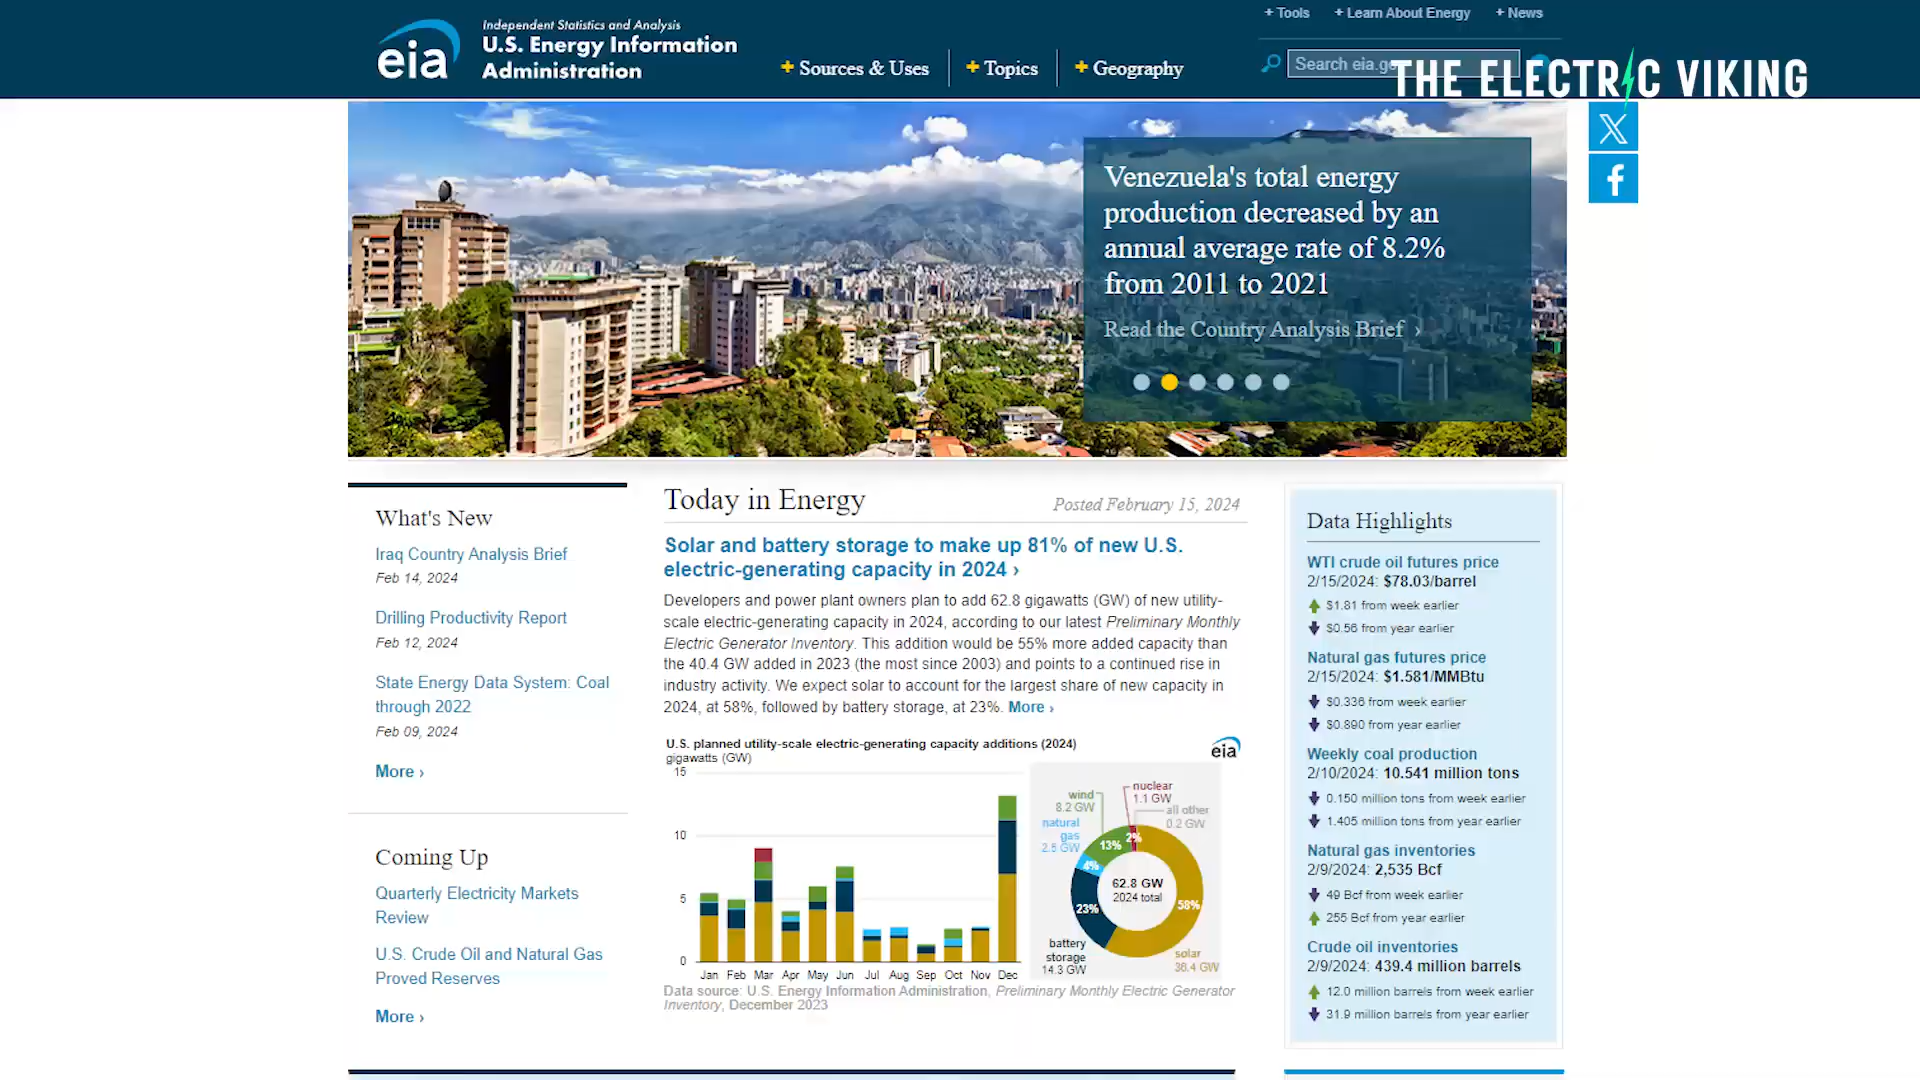 + Tools + Learn About Energy + News
eia
Independent Statistics and Analysis
U.S. Energy Information
Administration
+ Sources & Uses
+ Topics
+ Geography
Search eia.go
THE ELECTRIC VIKING
Venezuela's total energy
production decreased by an
annual average rate of 8.2%
from 2011 to 2021
Read the Country Analysis Brief ›
What's New
Iraq Country Analysis Brief
Feb 14, 2024
Drilling Productivity Report
Feb 12, 2024
State Energy Data System: Coal
through 2022
Feb 09, 2024
More ›
Coming Up
Quarterly Electricity Markets
Review
U.S. Crude Oil and Natural Gas
Proved Reserves
More ›
Today in Energy
Posted February 15, 2024
Solar and battery storage to make up 81% of new U.S.
electric-generating capacity in 2024 ›
Developers and power plant owners plan to add 62.8 gigawatts (GW) of new utility-
scale electric-generating capacity in 2024, according to our latest Preliminary Monthly
Electric Generator Inventory. This addition would be 55% more added capacity than
the 40.4 GW added in 2023 (the most since 2003) and points to a continued rise in
industry activity. We expect solar to account for the largest share of new capacity in
2024, at 58%, followed by battery storage, at 23%. More ›
U.S. planned utility-scale electric-generating capacity additions (2024)
gigawatts (GW)
eia
15
10
5
0
Jan Feb Mar Apr May Jun Jul Aug Sep Oct Nov Dec
wind
8.2 GW
nuclear
1.1 GW
all other
0.2 GW
natural
gas
2.5 GW
13%
2%
4%
62.8 GW
2024 total
23%
58%
battery
storage
14.3 GW
solar
36.4 GW
Data source: U.S. Energy Information Administration, Preliminary Monthly Electric Generator
Inventory, December 2023
Data Highlights
WTI crude oil futures price
2/15/2024: $78.03/barrel
$1.81 from week earlier
$0.56 from year earlier
Natural gas futures price
2/15/2024: $1.581/MMBtu
$0.336 from week earlier
$0.890 from year earlier
Weekly coal production
2/10/2024: 10.541 million tons
0.150 million tons from week earlier
1.405 million tons from year earlier
Natural gas inventories
2/9/2024: 2,535 Bcf
49 Bcf from week earlier
255 Bcf from year earlier
Crude oil inventories
2/9/2024: 439.4 million barrels
12.0 million barrels from week earlier
31.9 million barrels from year earlier